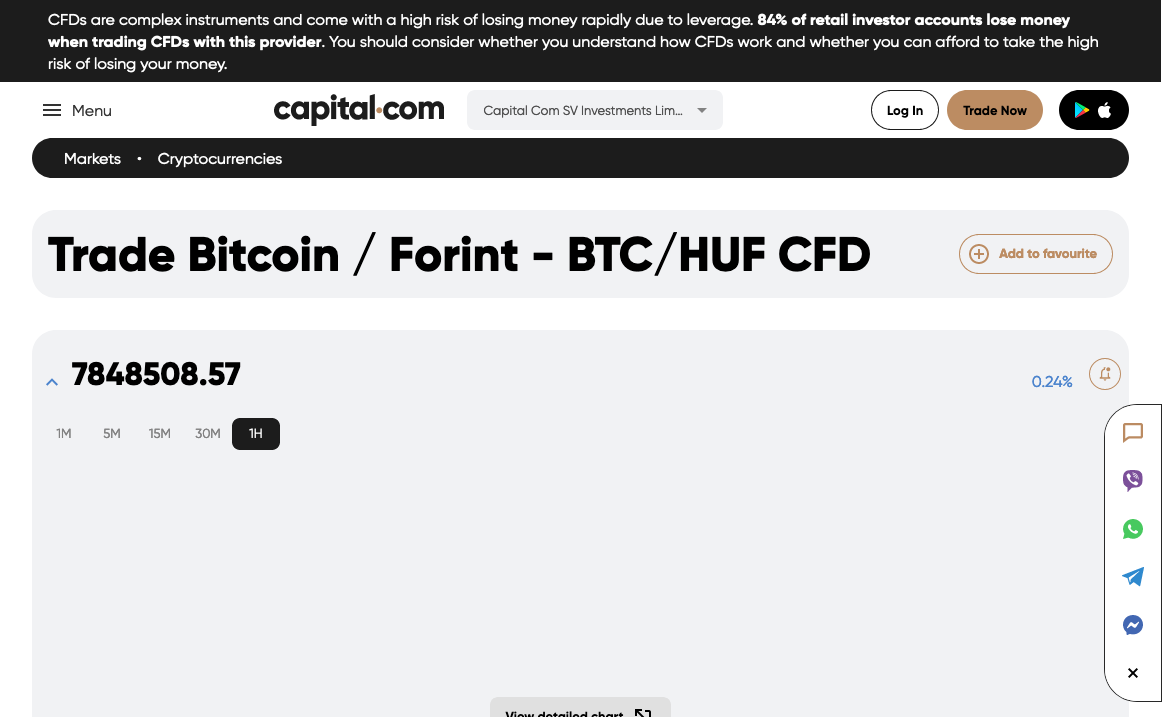 CFDs are complex instruments and come with a high risk of losing money rapidly due to leverage. 84% of retail investor accounts lose money
when trading CFDs with this provider. You should consider whether you understand how CFDs work and whether you can afford to take the high
risk of losing your money.
Menu
capital.com
Capital Com SV Investments Lim...
Log In
Trade Now
Markets • Cryptocurrencies
Trade Bitcoin / Forint - BTC/HUF CFD
Add to favourite
7848508.57
0.24%
1M 5M 15M 30M 1H
View detailed chart